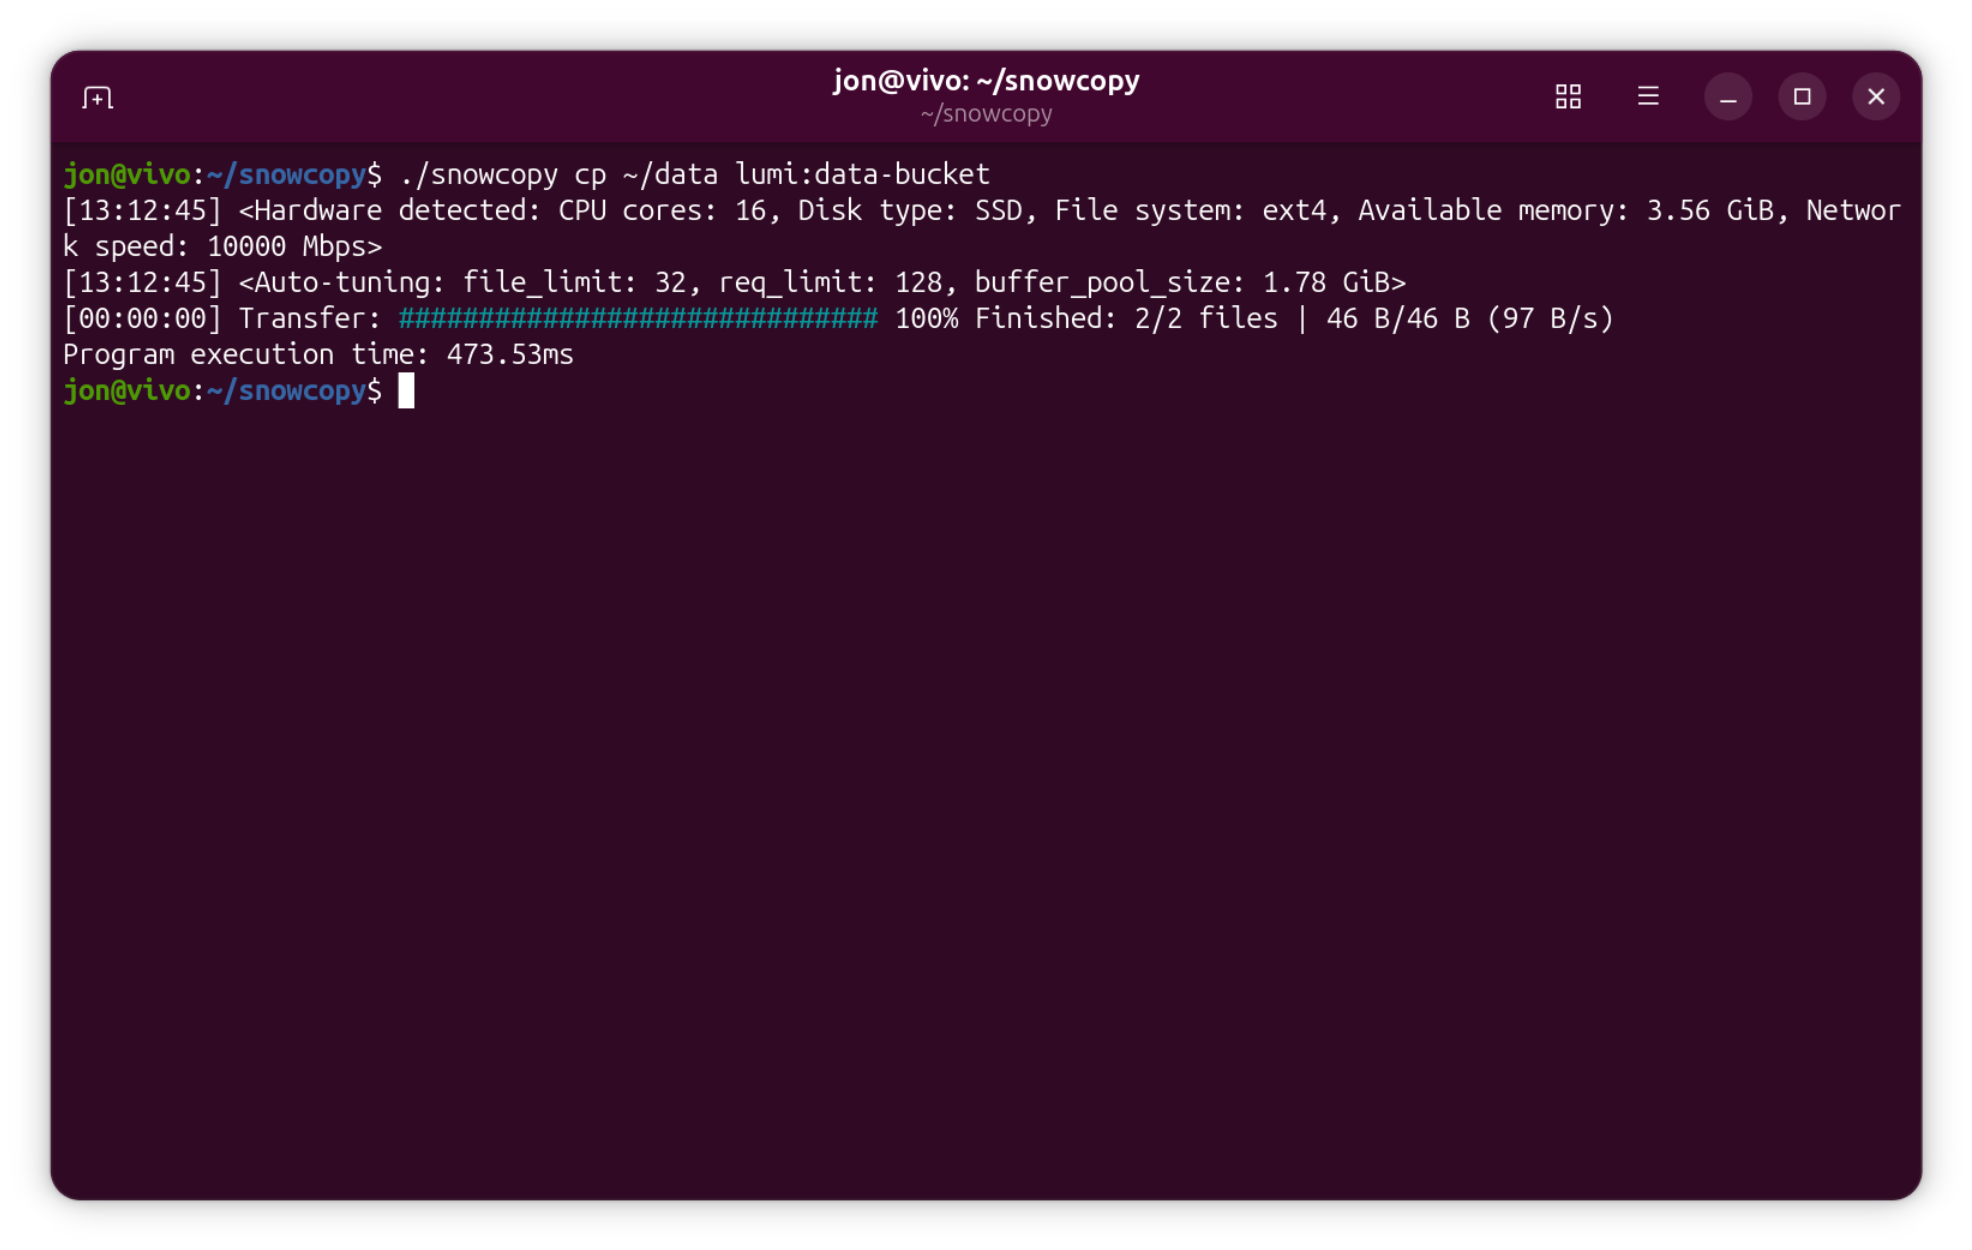 jon@vivo: ~/snowcopy
~/snowcopy
jon@vivo:~/snowcopy$ ./snowcopy cp ~/data lumi:data-bucket
[13:12:45] <Hardware detected: CPU cores: 16, Disk type: SSD, File system: ext4, Available memory: 3.56 GiB, Networ
k speed: 10000 Mbps>
[13:12:45] <Auto-tuning: file_limit: 32, req_limit: 128, buffer_pool_size: 1.78 GiB>
[00:00:00] Transfer: ############################## 100% Finished: 2/2 files | 46 B/46 B (97 B/s)
Program execution time: 473.53ms
jon@vivo:~/snowcopy$